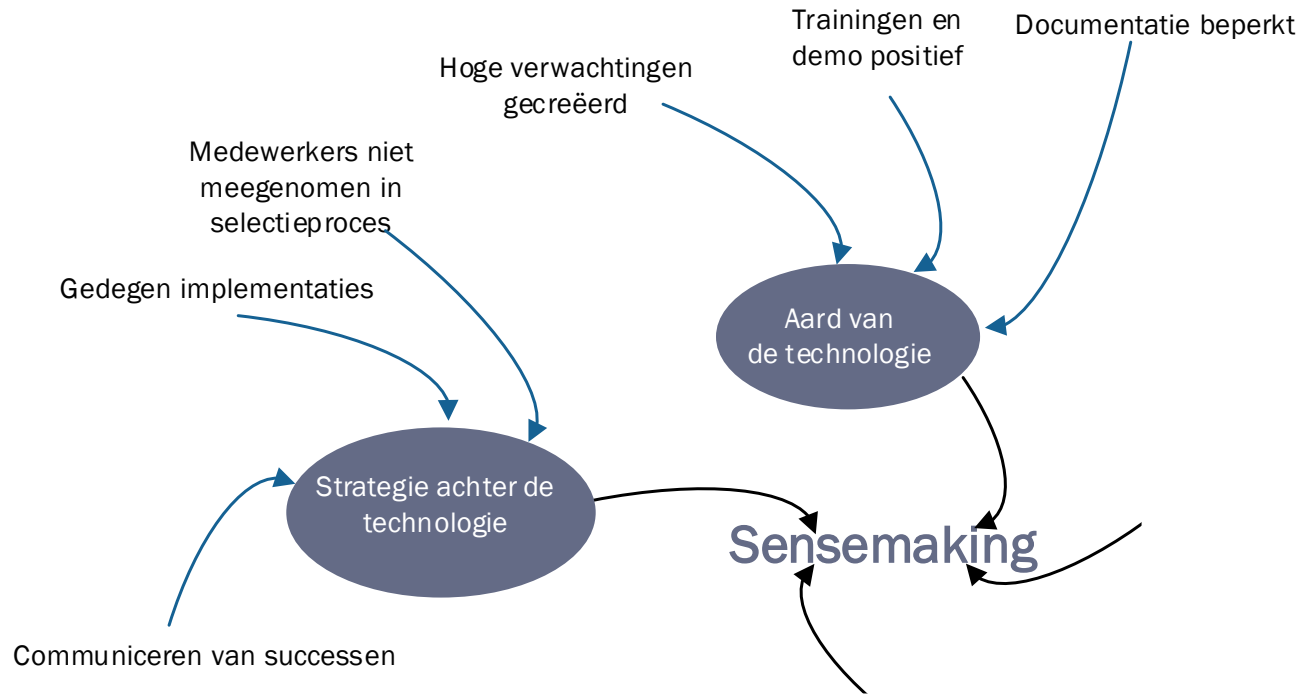 Trainingen en
demo positief
Documentatie beperkt
Hoge verwachtingen
gecreëerd
Medewerkers niet
meegenomen in
selectieproces
Gedegen implementaties
Aard van
de technologie
Strategie achter de
technologie
Sensemaking
Communiceren van successen